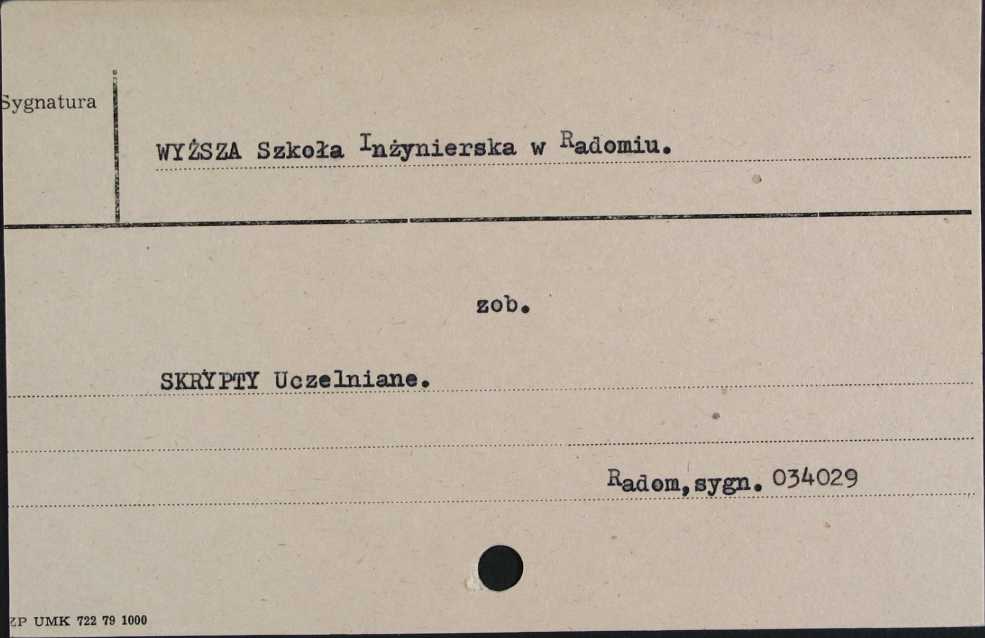 Sygnatura
WYŻSZA Szkoła Inżynierska w Radomiu.
zob.
SKRYPTY Uczelniane.
Radom,sygn. 034029
ZP UMK 722 79 1000